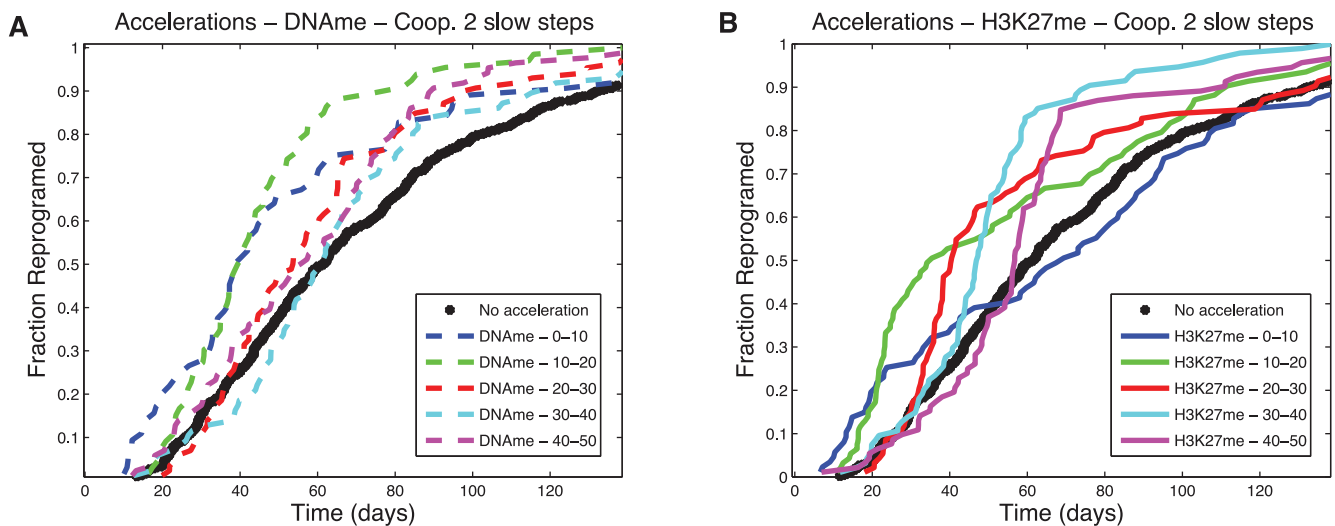 A
Accelerations – DNAme – Coop. 2 slow steps
1
0.9
0.8
0.7
0.6
0.5
0.4
0.3
0.2
0.1
Fraction Reprogramed
No acceleration
DNAme – 0–10
DNAme – 10–20
DNAme – 20–30
DNAme – 30–40
DNAme – 40–50
0 20 40 60 80 100 120
Time (days)
B
Accelerations – H3K27me – Coop. 2 slow steps
1
0.9
0.8
0.7
0.6
0.5
0.4
0.3
0.2
0.1
0
Fraction Reprogramed
No acceleration
H3K27me – 0–10
H3K27me – 10–20
H3K27me – 20–30
H3K27me – 30–40
H3K27me – 40–50
0 20 40 60 80 100 120
Time (days)